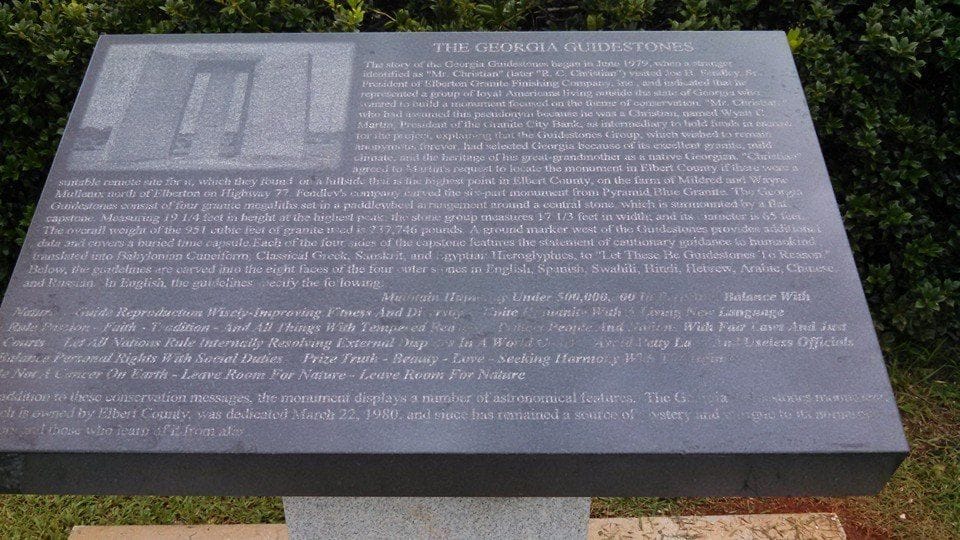 THE GEORGIA GUIDESTONES
The story of the Georgia Guidestones began in June 1979, when a stranger
identified as "Mr. Christian" (later "R. C. Christian") visited Joe H. Fendley, Sr.,
President of Elberton Granite Finishing Company, Inc., and indicated that he
represented a group of loyal Americans living outside the state of Georgia who
wanted to build a monument focused on the theme of conservation. "Mr. Christian,"
who had assumed this pseudonym because he was a Christian, named Wyatt C.
Martin, President of the Granite City Bank, as intermediary to hold funds in escrow
for the project, explaining that the Guidestones Group, which wished to remain
anonymous forever, had selected Georgia because of its excellent granite, mild
climate, and the heritage of his great-grandmother as a native Georgian. "Christian"
agreed to Martin's request to locate the monument in Elbert County if there was a
suitable remote site for it, which they found on a hillside that is the highest point in Elbert County, on the farm of Mildred and Wayne
Mullenix north of Elberton on Highway 77. Fendley's company carved the six-part monument from Pyramid Blue Granite. The Georgia
Guidestones consist of four granite megaliths set in a paddlewheel arrangement around a central stone, which is surmounted by a flat
capstone. Measuring 19 1/4 feet in height at the highest peak, the stone group measures 17 1/3 feet in width, and its diameter is 65 feet.
The overall weight of the 951 cubic feet of granite used is 237,746 pounds. A ground marker west of the Guidestones provides additional
data and covers a buried time capsule.Each of the four sides of the capstone features the statement of cautionary guidance to humankind
translated into Babylonian Cuneiform, Classical Greek, Sanskrit, and Egyptian Hieroglyphics, to "Let These Be Guidestones To Reason."
Below, the guidelines are carved into the eight faces of the four outer stones in English, Spanish, Swahili, Hindi, Hebrew, Arabic, Chinese,
and Russian. In English, the guidelines specify the following:
Maintain Humanity Under 500,000,000 In Perpetual Balance With
Nature - Guide Reproduction Wisely-Improving Fitness And Diversity - Unite Humanity With A Living New Language
Rule Passion - Faith - Tradition - And All Things With Tempered Reason - Protect People And Nations With Fair Laws And Just
Courts - Let All Nations Rule Internally Resolving External Disputes In A World Court - Avoid Petty Laws And Useless Officials
Balance Personal Rights With Social Duties - Prize Truth - Beauty - Love - Seeking Harmony With The
Not A Cancer On Earth - Leave Room For Nature - Leave Room For Nature
addition to these conservation messages, the monument displays a number of astronomical features. The Georgia Guidestones monument,
is owned by Elbert County, was dedicated March 22, 1980, and since has remained a source of mystery and intrigue to its
and those who learn of it from afar.